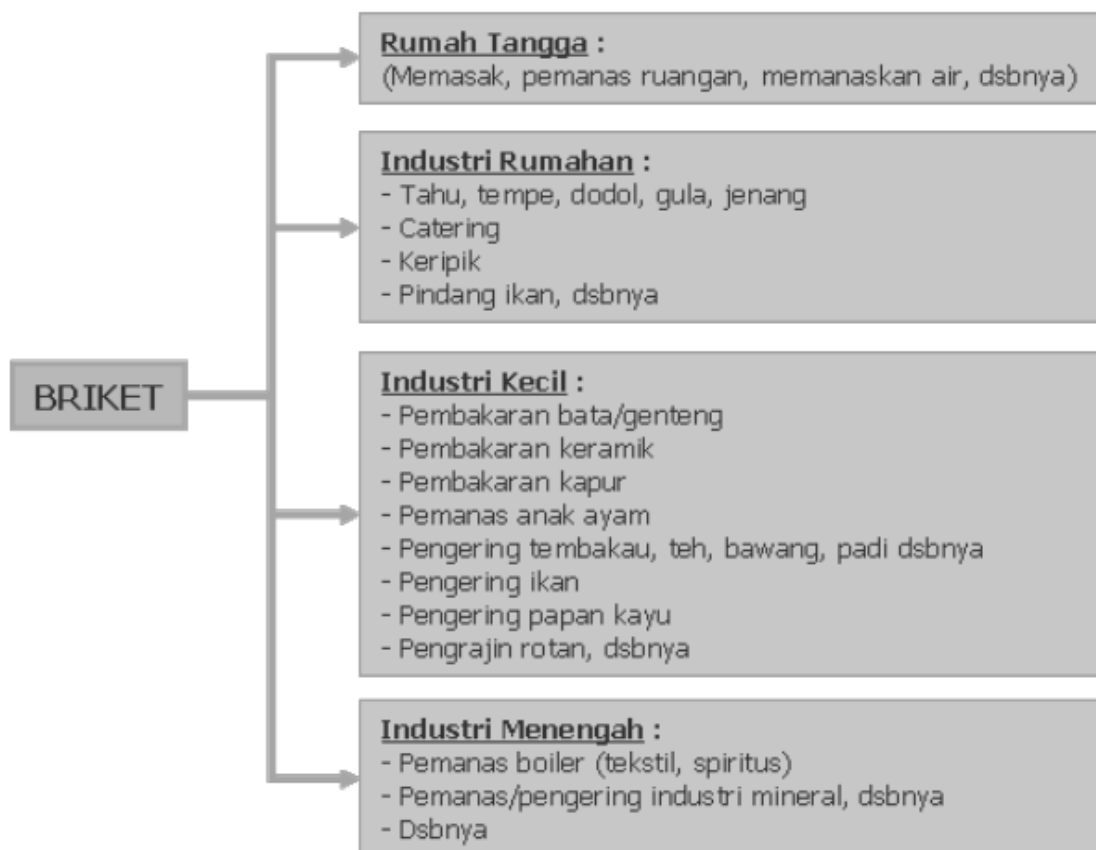 Rumah Tangga :
(Memasak, pemanas ruangan, memanaskan air, dsbnya)
Industri Rumahan :
- Tahu, tempe, dodol, gula, jenang
- Catering
- Keripik
- Pindang ikan, dsbnya
BRIKET
Industri Kecil :
- Pembakaran bata/genteng
- Pembakaran keramik
- Pembakaran kapur
- Pemanas anak ayam
- Pengering tembakau, teh, bawang, padi dsbnya
- Pengering ikan
- Pengering papan kayu
- Pengrajin rotan, dsbnya
Industri Menengah :
- Pemanas boiler (tekstil, spiritus)
- Pemanas/pengering industri mineral, dsbnya
- Dsbnya